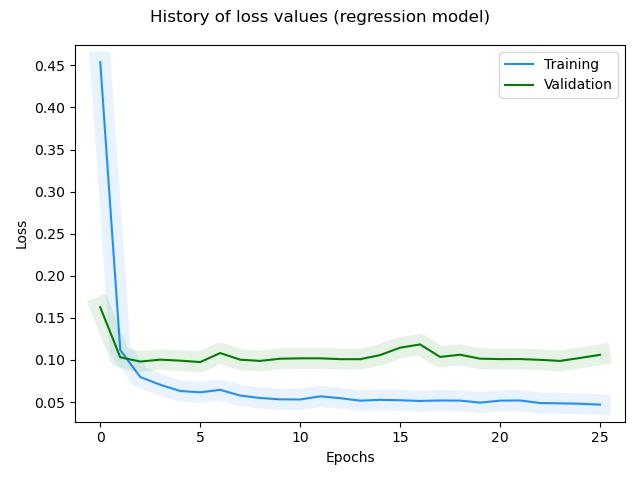 History of loss values (regression model)
0.45
0.40
0.35
0.30
0.25
0.20
0.15
0.10
0.05
Loss
Training
Validation
0 5 10 15 20 25
Epochs